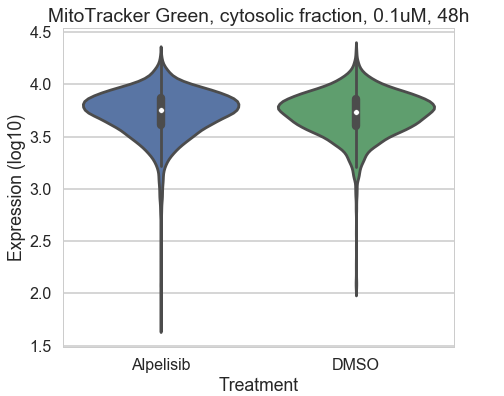 MitoTracker Green, cytosolic fraction, 0.1uM, 48h
Expression (log10)
4.5
4.0
3.5
3.0
2.5
2.0
1.5
Alpelisib DMSO
Treatment